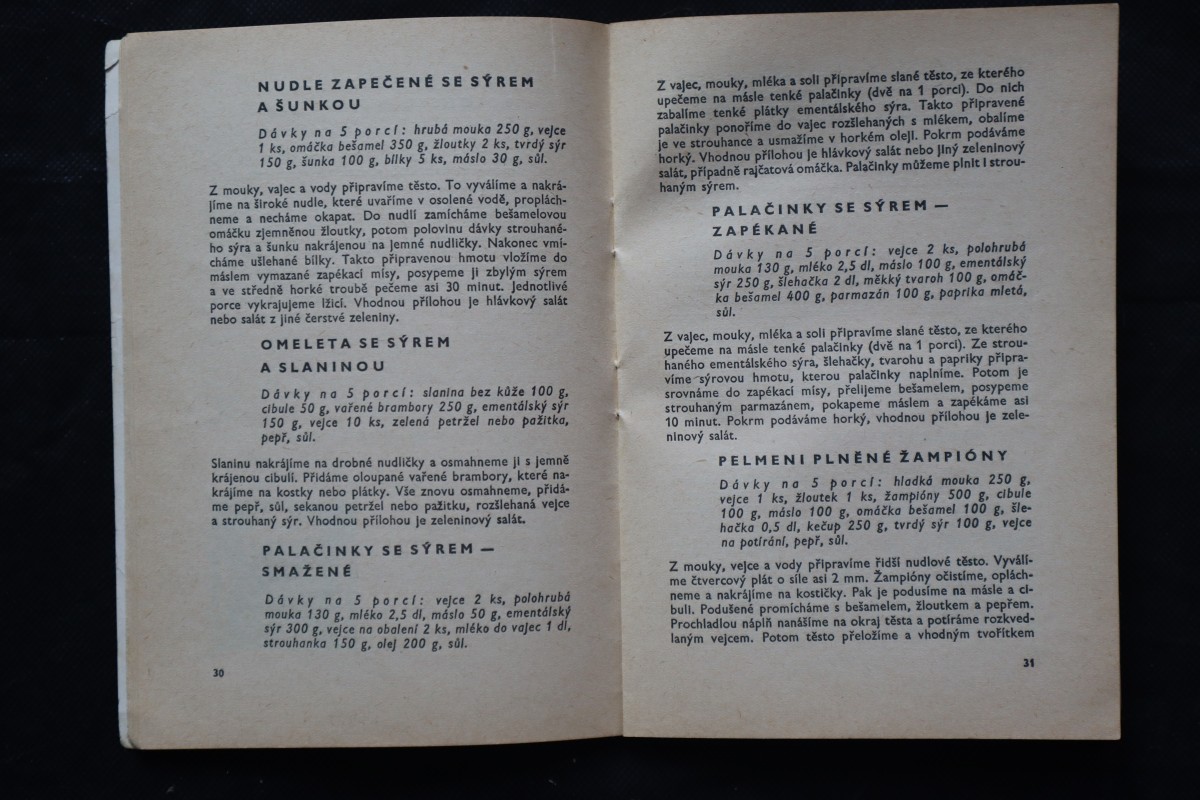 NUDLE ZAPEČENÉ SE SÝREM
A ŠUNKOU
Dávky na 5 porcí: hrubá mouka 250 g, vejce
1 ks, omáčka bešamel 350 g, žloutky 2 ks, tvrdý sýr
150 g, šunka 100 g, bílky 5 ks, máslo 30 g, sůl.
Z mouky, vajec a vody připravíme těsto. To vyválíme a nakrá-
jíme na široké nudle, které uvaříme v osolené vodě, proplách-
neme a necháme okapat. Do nudlí zamícháme bešamelovou
omáčku zjemněnou žloutky, potom polovinu dávky strouhané-
ho sýra a šunku nakrájenou na jemné nudličky. Nakonec vmí-
cháme ušlehané bílky. Takto připravenou hmotu vložíme do
máslem vymazané zapékací mísy, posypeme ji zbylým sýrem
a ve středně horké troubě pečeme asi 30 minut. Jednotlivé
porce vykrajujeme lžící. Vhodnou přílohou je hlávkový salát
nebo salát z jiné čerstvé zeleniny.
OMELETA SE SÝREM
A SLANINOU
Dávky na 5 porcí: slanina bez kůže 100 g,
cibule 50 g, vařené brambory 250 g, ementálský sýr
150 g, vejce 10 ks, zelená petržel nebo pažitka,
pepř, sůl.
Slaninu nakrájíme na drobné nudličky a osmahneme ji s jemně
krájenou cibulí. Přidáme oloupané vařené brambory, které na-
krájíme na kostky nebo plátky. Vše znovu osmahneme, přidá-
me pepř, sůl, sekanou petržel nebo pažitku, rozšlehaná vejce
a strouhaný sýr. Vhodnou přílohou je zeleninový salát.
PALAČINKY SE SÝREM —
SMAŽENÉ
Dávky na 5 porcí: vejce 2 ks, polohrubá
mouka 130 g, mléko 2,5 dl, máslo 50 g, ementálský
sýr 300 g, vejce na obalení 2 ks, mléko do vajec 1 dl,
strouhanka 150 g, olej 200 g, sůl.
30
Z vajec, mouky, mléka a soli připravíme slané těsto, ze kterého
upečeme na másle tenké palačinky (dvě na 1 porci). Do nich
zabalíme tenké plátky ementálského sýra. Takto připravené
palačinky ponoříme do vajec rozšlehaných s mlékem, obalíme
je ve strouhance a usmažíme v horkém oleji. Pokrm podáváme
horký. Vhodnou přílohou je hlávkový salát nebo jiný zeleninový
salát, případně rajčatová omáčka. Palačinky můžeme plnit i strou-
haným sýrem.
PALAČINKY SE SÝREM —
ZAPÉKANÉ
Dávky na 5 porcí: vejce 2 ks, polohrubá
mouka 130 g, mléko 2,5 dl, máslo 100 g, ementálský
sýr 250 g, šlehačka 2 dl, měkký tvaroh 100 g, omáč-
ka bešamel 400 g, parmazán 100 g, paprika mletá,
sůl.
Z vajec, mouky, mléka a soli připravíme slané těsto, ze kterého
upečeme na másle tenké palačinky (dvě na 1 porci). Ze strou-
haného ementálského sýra, šlehačky, tvarohu a papriky připra-
víme sýrovou hmotu, kterou palačinky naplníme. Potom je
srovnáme do zapékací mísy, přelijeme bešamelem, posypeme
strouhaným parmazánem, pokapeme máslem a zapékáme asi
10 minut. Pokrm podáváme horký, vhodnou přílohou je zele-
ninový salát.
PELMENI PLNĚNÉ ŽAMPIÓNY
Dávky na 5 porcí: hladká mouka 250 g,
vejce 1 ks, žloutek 1 ks, žampióny 500 g, cibule
100 g, máslo 100 g, omáčka bešamel 100 g, šle-
hačka 0,5 dl, kečup 250 g, tvrdý sýr 100 g, vejce
na potírání, pepř, sůl.
Z mouky, vejce a vody připravíme řidší nudlové těsto. Vyválí-
me čtvercový plát o síle asi 2 mm. Žampióny očistíme, oplách-
neme a nakrájíme na kostičky. Pak je podusíme na másle a ci-
buli. Podušené promícháme s bešamelem, žloutkem a pepřem.
Prochladlou náplň nanášíme na okraj těsta a potíráme rozkved-
laným vejcem. Potom těsto přeložíme a vhodným tvořítkem
31